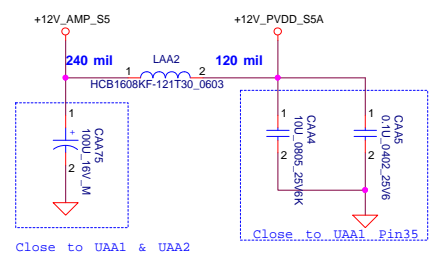 +12V_AMP_S5
+12V_PVDD_S5A
240 mil
LAA2
120 mil
1
2
HCB1608KF-121T30_0603
1
+
2
CAA75
100U_16V_M
1
2
CAA4
10U_0805_25V6K
1
2
CAA5
0.1U_0402_25V6
Close to UAA1 Pin35
Close to UAA1 & UAA2